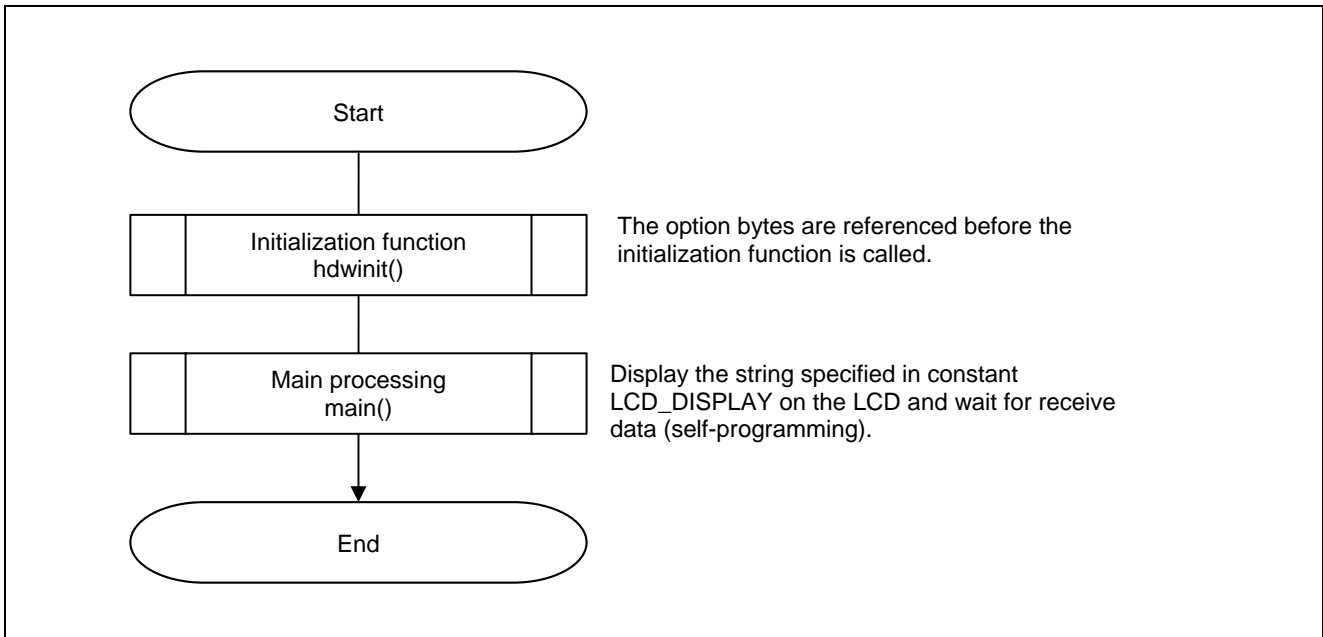 Start
Initialization function
hdwinit()
The option bytes are referenced before the
initialization function is called.
Main processing
main()
Display the string specified in constant
LCD_DISPLAY on the LCD and wait for receive
data (self-programming).
End